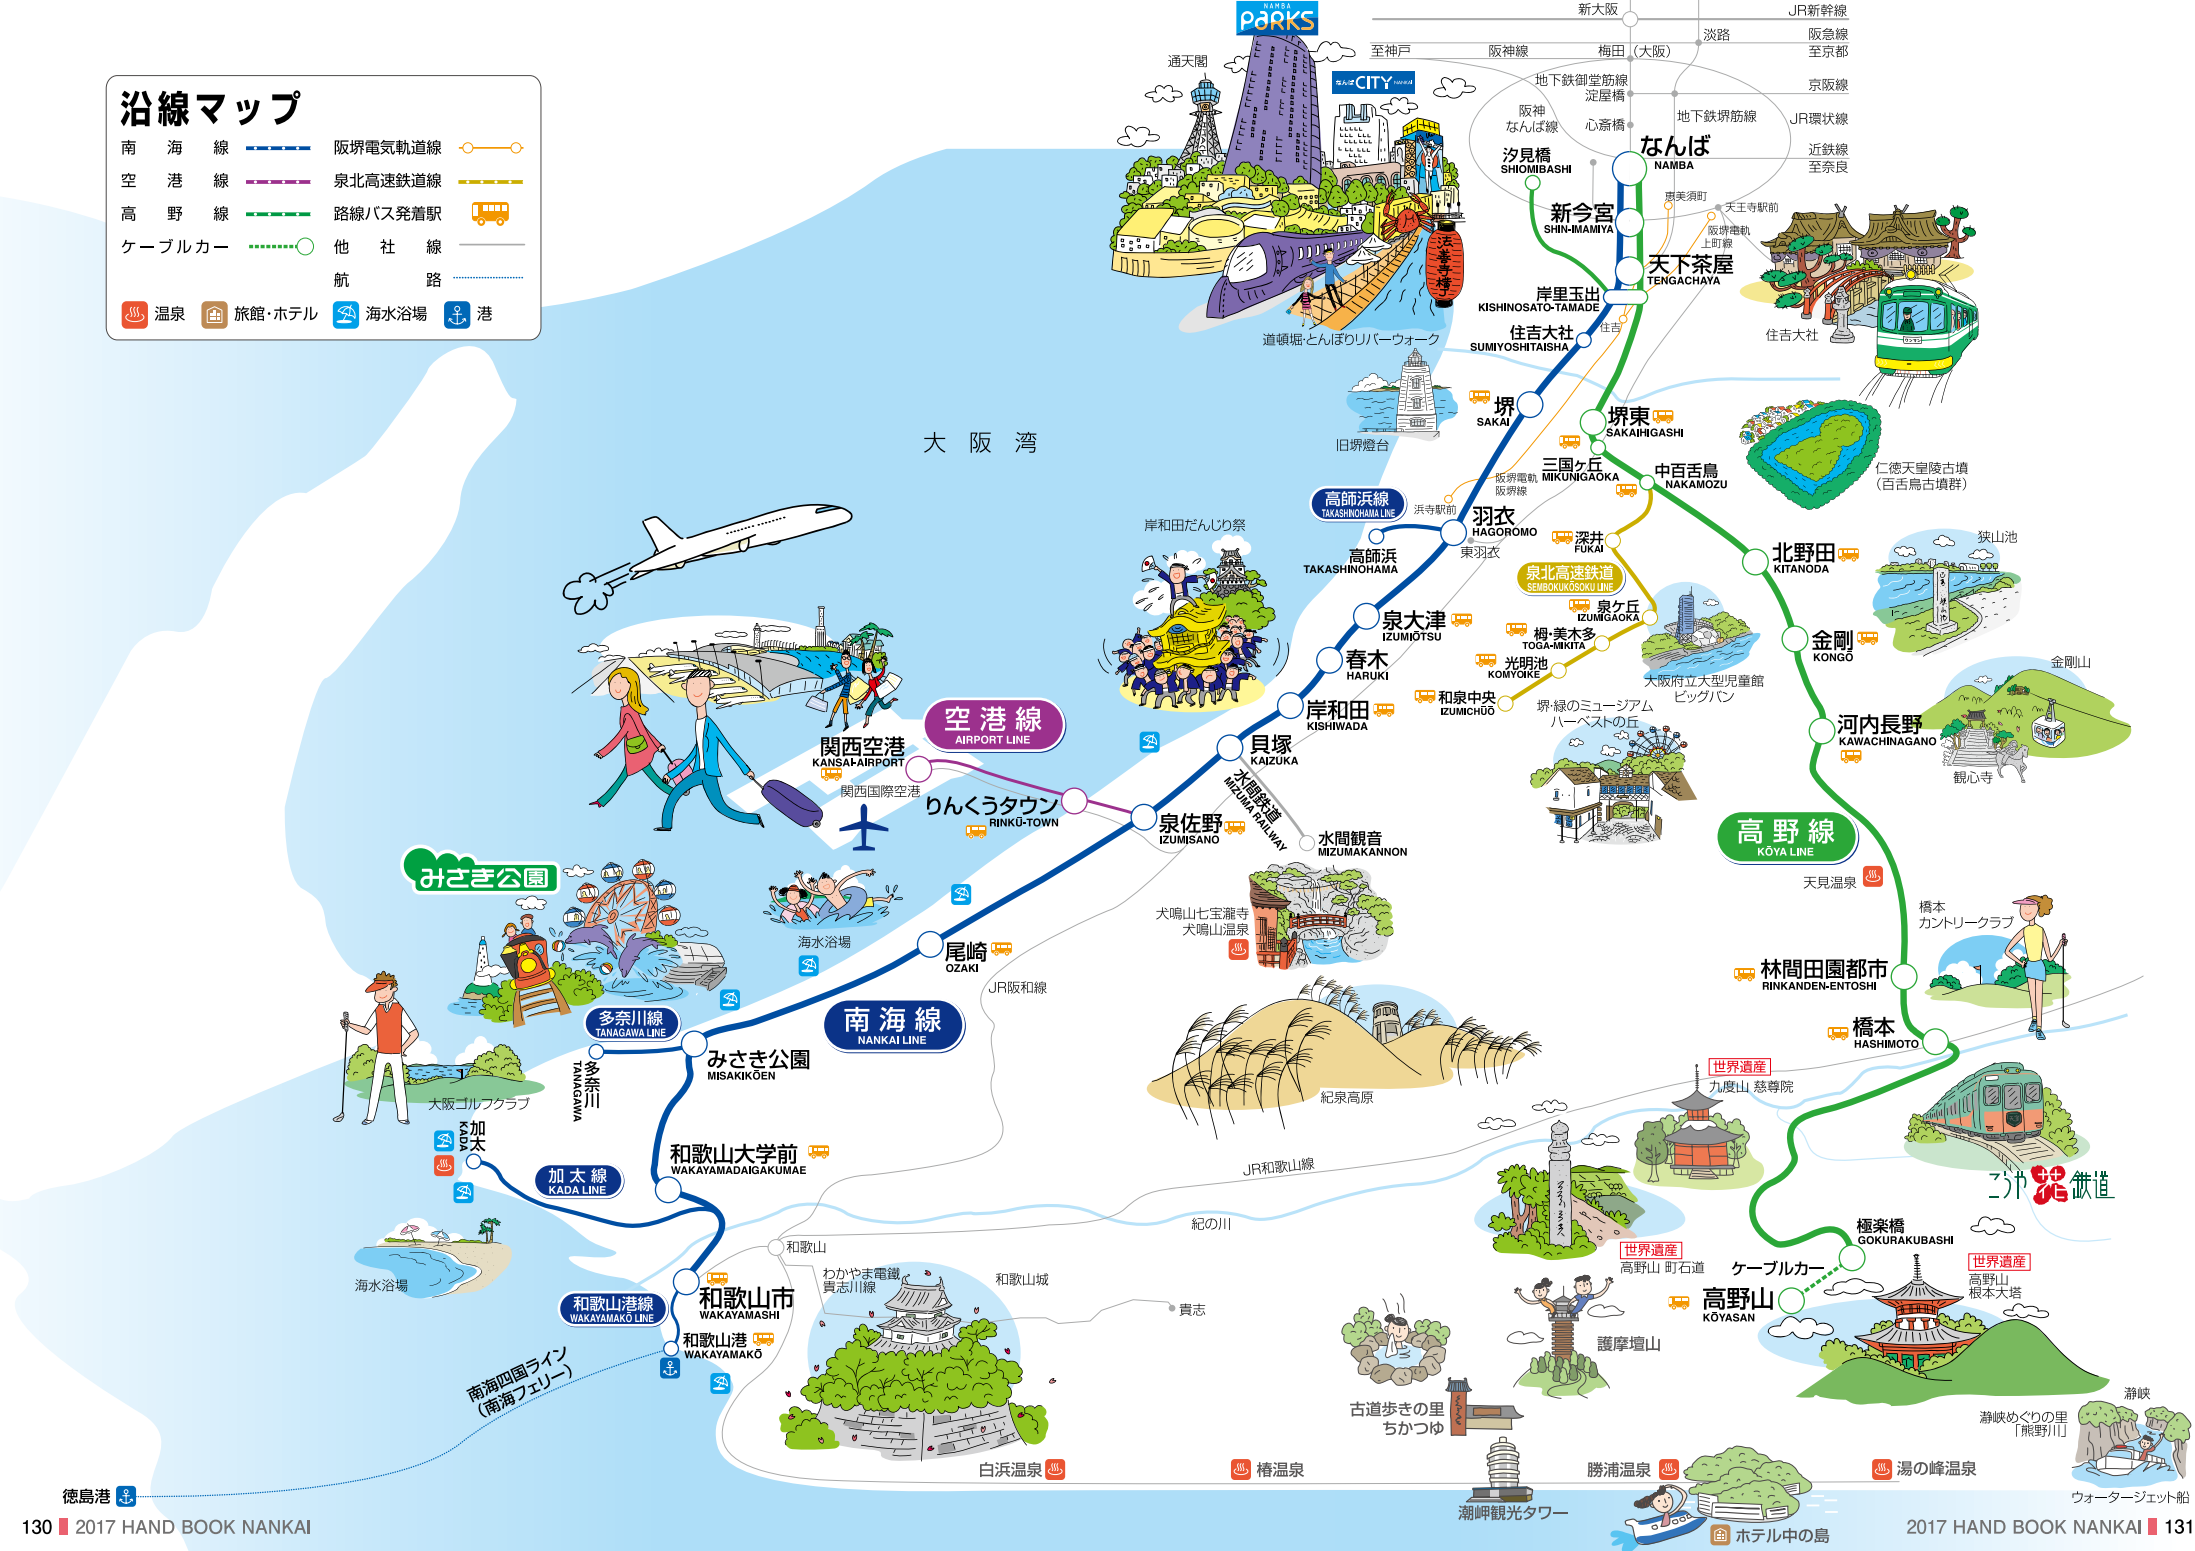 沿線マップ
南海線
空港線
高野線
ケーブルカー
阪堺電気軌道線
泉北高速鉄道線
路線バス発着駅
他社線
航路
温泉
旅館・ホテル
海水浴場
港
NAMBA
PARKS
なんばCITY NANKAI
通天閣
法善寺横丁
道頓堀・とんぼりリバーウォーク
新大阪
JR新幹線
淡路
阪急線
至神戸
阪神線
梅田（大阪）
至京都
地下鉄御堂筋線
淀屋橋
京阪線
阪神
なんば線
心斎橋
地下鉄堺筋線
JR環状線
近鉄線
至奈良
なんば
NAMBA
汐見橋
SHIOMIBASHI
恵美須町
天王寺駅前
新今宮
SHIN-IMAMIYA
阪堺電軌
上町線
天下茶屋
TENGACHAYA
岸里玉出
KISHINOSATO-TAMADE
住吉
住吉大社
SUMIYOSHITAISHA
住吉大社
ワンマン
旧堺燈台
堺
SAKAI
堺東
SAKAIHIGASHI
三国ヶ丘
MIKUNIGAOKA
中百舌鳥
NAKAMOZU
仁徳天皇陵古墳
（百舌鳥古墳群）
大阪湾
阪堺電軌
阪堺線
浜寺駅前
高師浜線
TAKASHINOHAMA LINE
羽衣
HAGOROMO
東羽衣
高師浜
TAKASHINOHAMA
深井
FUKAI
泉北高速鉄道
SEMBOKUKŌSOKU LINE
泉ケ丘
IZUMIGAOKA
栂・美木多
TOGA-MIKITA
光明池
KOMYOIKE
和泉中央
IZUMICHŪŌ
大阪府立大型児童館
ビッグバン
堺・緑のミュージアム
ハーベストの丘
北野田
KITANODA
狭山池
金剛
KONGŌ
金剛山
観心寺
河内長野
KAWACHINAGANO
岸和田だんじり祭
泉大津
IZUMIŌTSU
春木
HARUKI
岸和田
KISHIWADA
貝塚
KAIZUKA
水間鉄道
MIZUMA RAILWAY
水間観音
MIZUMAKANNON
空港線
AIRPORT LINE
関西空港
KANSAI-AIRPORT
関西国際空港
りんくうタウン
RINKŪ-TOWN
泉佐野
IZUMISANO
高野線
KŌYA LINE
天見温泉
みさき公園
海水浴場
尾崎
OZAKI
犬鳴山七宝瀧寺
犬鳴山温泉
橋本
カントリークラブ
林間田園都市
RINKANDEN-ENTOSHI
橋本
HASHIMOTO
JR阪和線
南海線
NANKAI LINE
多奈川線
TANAGAWA LINE
多奈川
TANAGAWA
みさき公園
MISAKIKŌEN
大阪ゴルフクラブ
紀泉高原
世界遺産
九度山 慈尊院
こうや花鉄道
加太
KADA
加太線
KADA LINE
和歌山大学前
WAKAYAMADAIGAKUMAE
JR和歌山線
紀の川
海水浴場
和歌山
わかやま電鐵
貴志川線
和歌山城
貴志
和歌山市
WAKAYAMASHI
和歌山港線
WAKAYAMAKŌ LINE
和歌山港
WAKAYAMAKŌ
南海四国ライン
（南海フェリー）
徳島港
世界遺産
高野山 町石道
極楽橋
GOKURAKUBASHI
ケーブルカー
高野山
KŌYASAN
世界遺産
高野山
根本大塔
護摩壇山
古道歩きの里
ちかつゆ
白浜温泉
椿温泉
潮岬観光タワー
勝浦温泉
ホテル中の島
湯の峰温泉
瀞峡
瀞峡めぐりの里
「熊野川」
ウォータージェット船
130 2017 HAND BOOK NANKAI
2017 HAND BOOK NANKAI 131